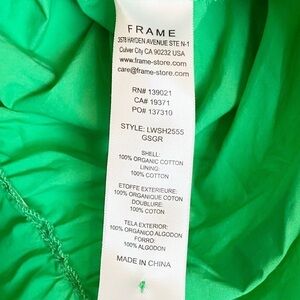 FRAME
3578 HAYDEN AVENUE STE N-1
Culver City CA 90232 USA
www.frame-store.com
care@frame-store.com
RN# 139021
CA# 19371
PO# 137310
STYLE: LWSH2555
GSGR
SHELL:
100% ORGANIC COTTON
LINING:
100% COTTON
ETOFFE EXTERIEURE:
100% ORGANIQUE COTON
DOUBLURE:
100% COTON
TELA EXTERIOR:
100% ORGANICO ALGODON
FORRO
100% ALGODON
MADE IN CHINA